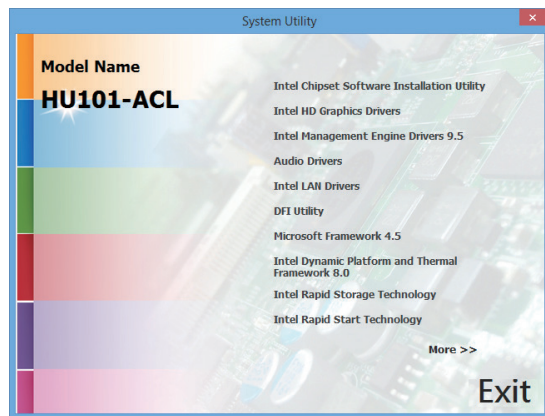 System Utility
Model Name
HU101-ACL
Intel Chipset Software Installation Utility
Intel HD Graphics Drivers
Intel Management Engine Drivers 9.5
Audio Drivers
Intel LAN Drivers
DFI Utility
Microsoft Framework 4.5
Intel Dynamic Platform and Thermal
Framework 8.0
Intel Rapid Storage Technology
Intel Rapid Start Technology
More >>
Exit